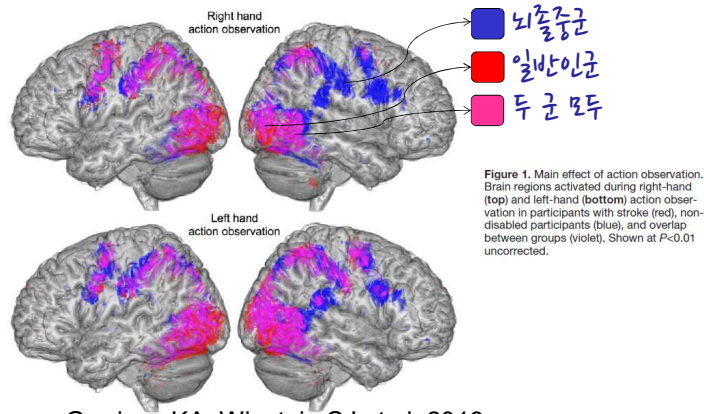 Right hand
action observation
뇌졸중군
일반인군
두 군 모두
Figure 1. Main effect of action observation.
Brain regions activated during right-hand
(top) and left-hand (bottom) action obser-
vation in participants with stroke (red), non-
disabled participants (blue), and overlap
between groups (violet). Shown at P<0.01
uncorrected.
Left hand
action observation